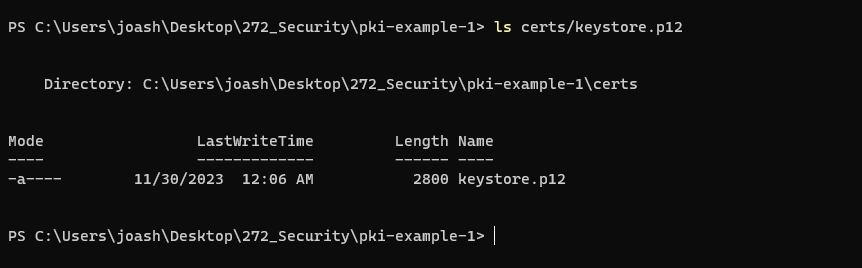 PS C:\Users\joash\Desktop\272_Security\pki-example-1> ls certs/keystore.p12
Directory: C:\Users\joash\Desktop\272_Security\pki-example-1\certs
Mode                 LastWriteTime         Length Name
----                 -------------         ------ ----
-a----        11/30/2023  12:06 AM           2800 keystore.p12
PS C:\Users\joash\Desktop\272_Security\pki-example-1>